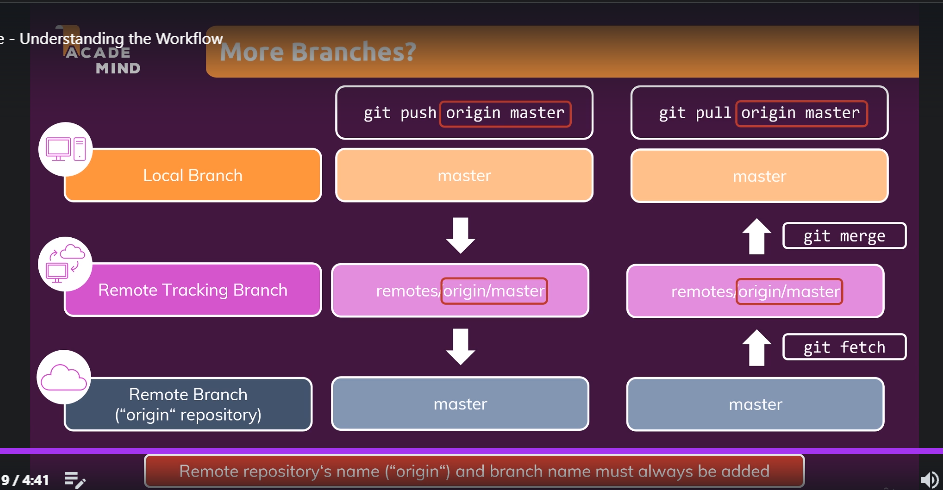 e - Understanding the Workflow
ACADE
MIND
More Branches?
git push origin master
git pull origin master
Local Branch
master
master
git merge
Remote Tracking Branch
remotes/origin/master
remotes/origin/master
git fetch
Remote Branch
(“origin“ repository)
master
master
Remote repository's name (“origin“) and branch name must always be added
9 / 4:41